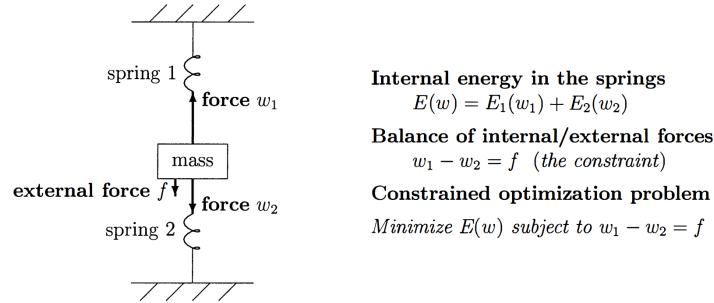 spring 1
force w₁
mass
external force f
force w₂
spring 2
Internal energy in the springs
E(w) = E₁(w₁) + E₂(w₂)
Balance of internal/external forces
w₁ − w₂ = f (the constraint)
Constrained optimization problem
Minimize E(w) subject to w₁ − w₂ = f